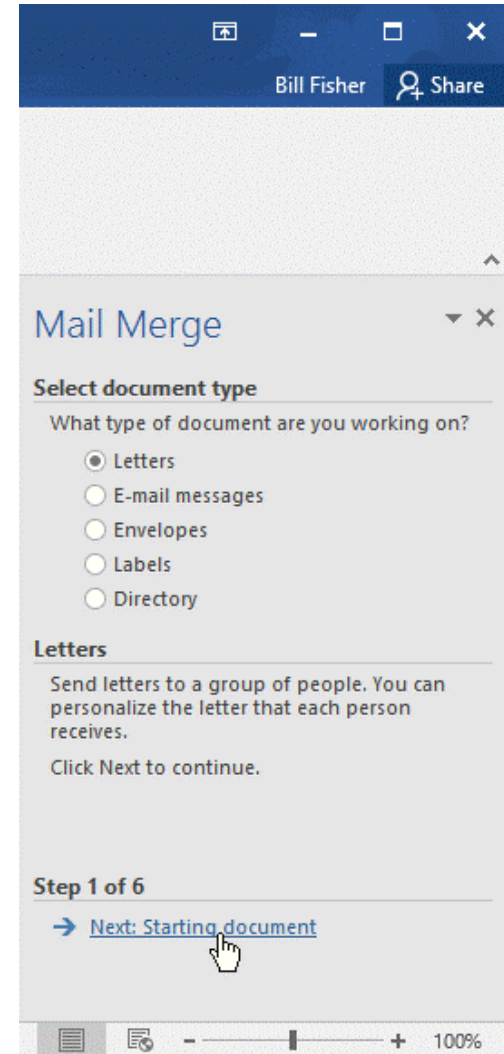 Bill Fisher Share
Mail Merge
Select document type
What type of document are you working on?
Letters
E-mail messages
Envelopes
Labels
Directory
Letters
Send letters to a group of people. You can
personalize the letter that each person
receives.
Click Next to continue.
Step 1 of 6
Next: Starting document
100%